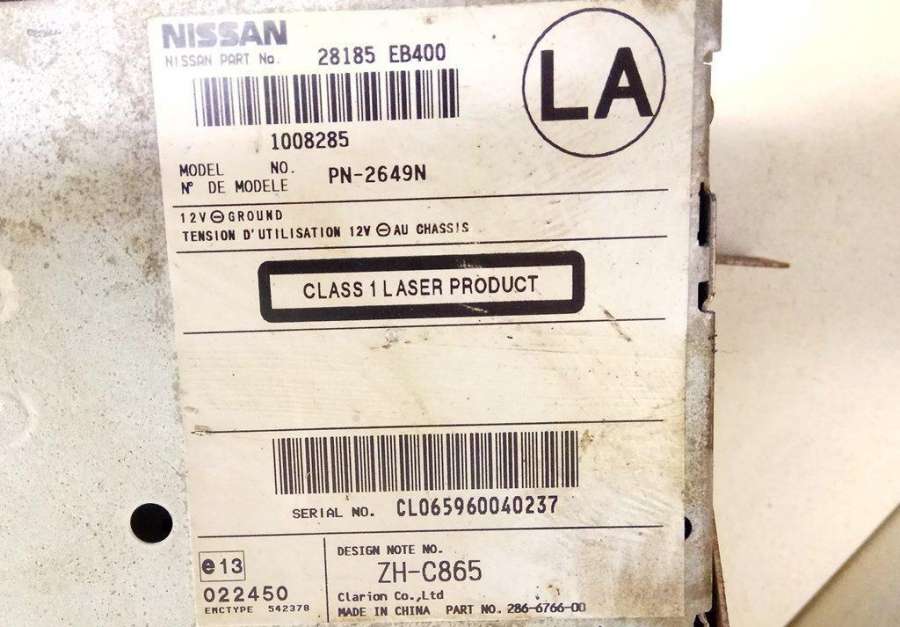 NISSAN
NISSAN PART No. 28185 EB400
LA
1008285
MODEL NO.
N° DE MODELE
PN-2649N
12V ⊖ GROUND
TENSION D'UTILISATION 12V ⊖ AU CHASSIS
CLASS 1 LASER PRODUCT
SERIAL NO. CL065960040237
e13
022450
EMCTYPE 542378
DESIGN NOTE NO.
ZH-C865
Clarion Co.,Ltd
MADE IN CHINA PART NO. 286-6766-00